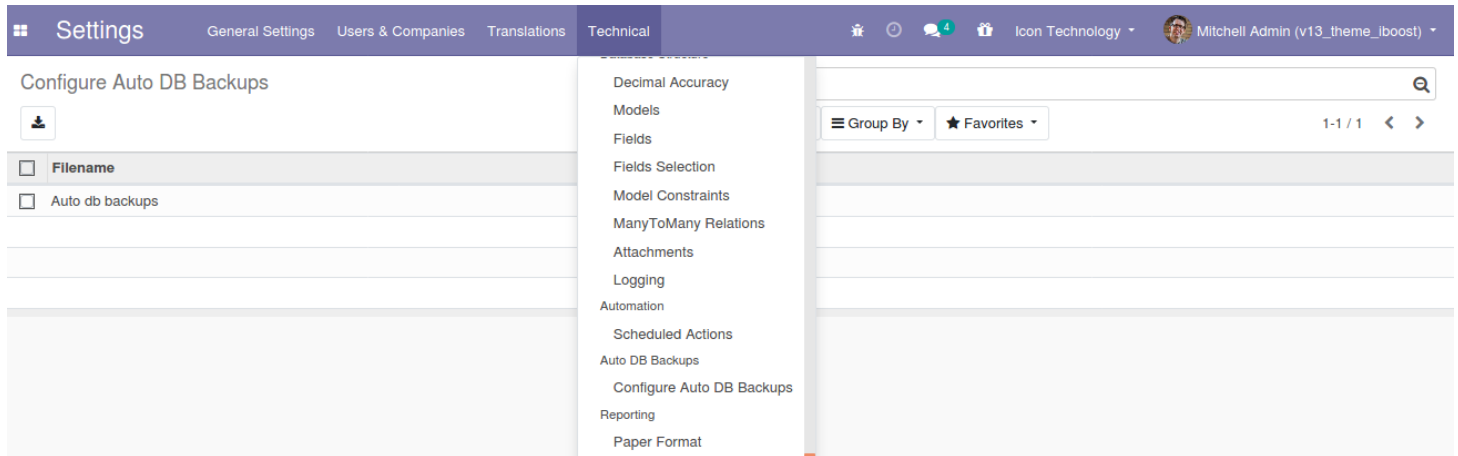 Settings General Settings Users & Companies Translations Technical 4 Icon Technology Mitchell Admin (v13_theme_iboost)
Configure Auto DB Backups
Group By Favorites 1-1 / 1
Filename
Auto db backups
Database Structure
Decimal Accuracy
Models
Fields
Fields Selection
Model Constraints
ManyToMany Relations
Attachments
Logging
Automation
Scheduled Actions
Auto DB Backups
Configure Auto DB Backups
Reporting
Paper Format